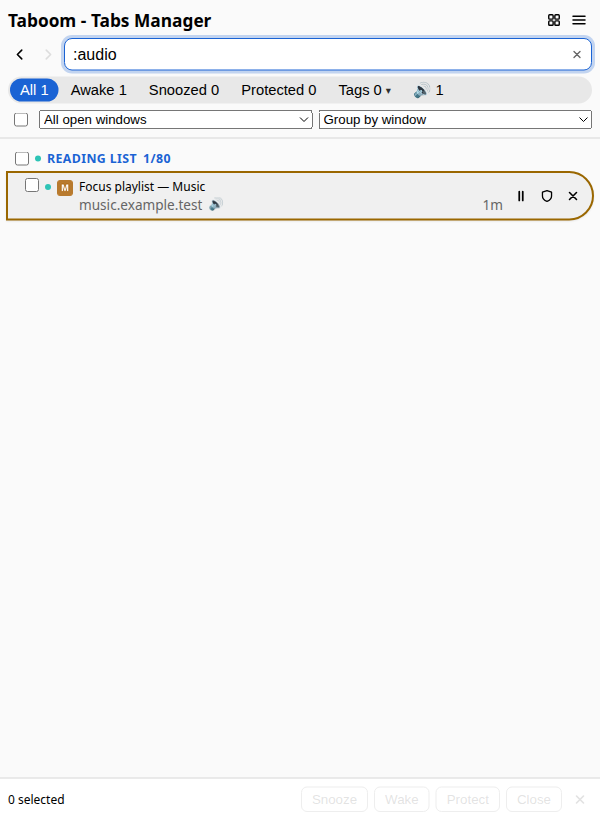 Taboom - Tabs Manager
:audio
All 1 Awake 1 Snoozed 0 Protected 0 Tags 0 ▾ 🔊 1
All open windows Group by window
READING LIST 1/80
M Focus playlist — Music
music.example.test 🔊 1m
0 selected Snooze Wake Protect Close